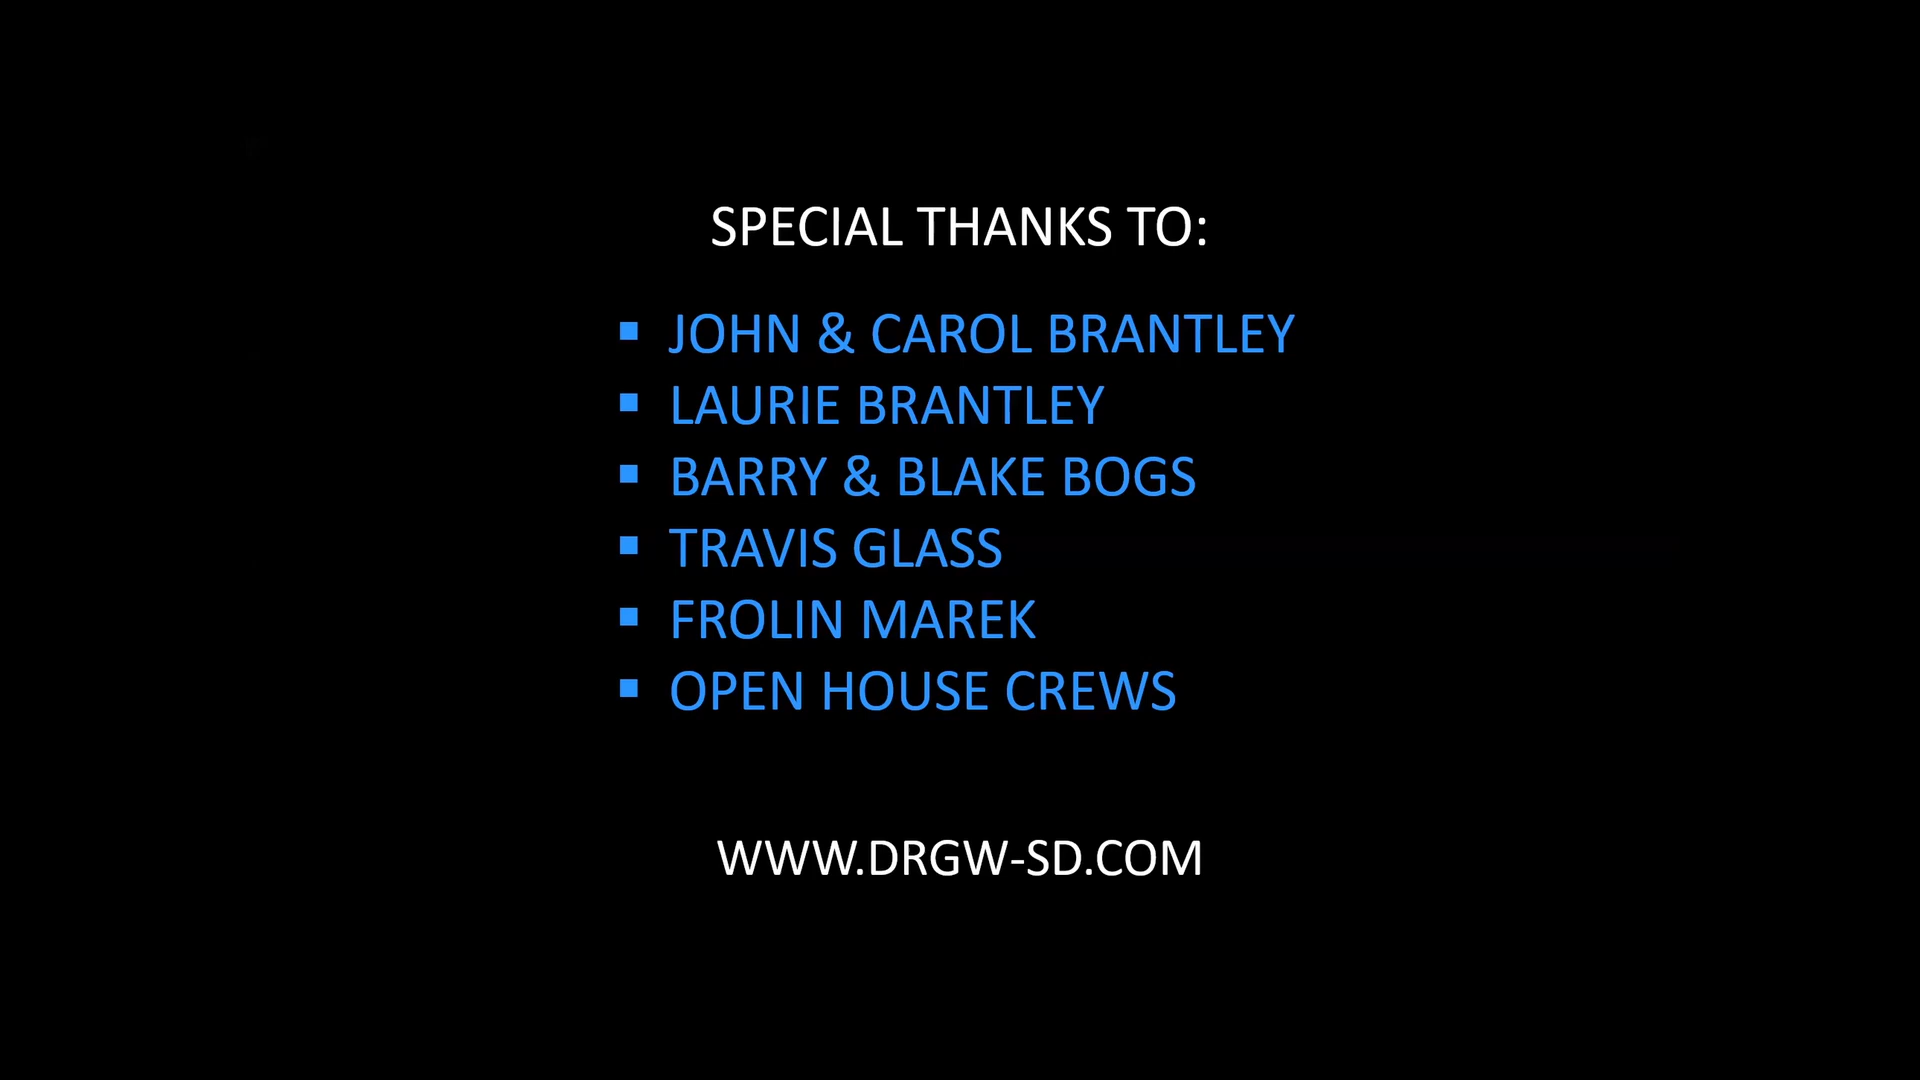 SPECIAL THANKS TO:
▪ JOHN & CAROL BRANTLEY
▪ LAURIE BRANTLEY
▪ BARRY & BLAKE BOGS
▪ TRAVIS GLASS
▪ FROLIN MAREK
▪ OPEN HOUSE CREWS
WWW.DRGW-SD.COM